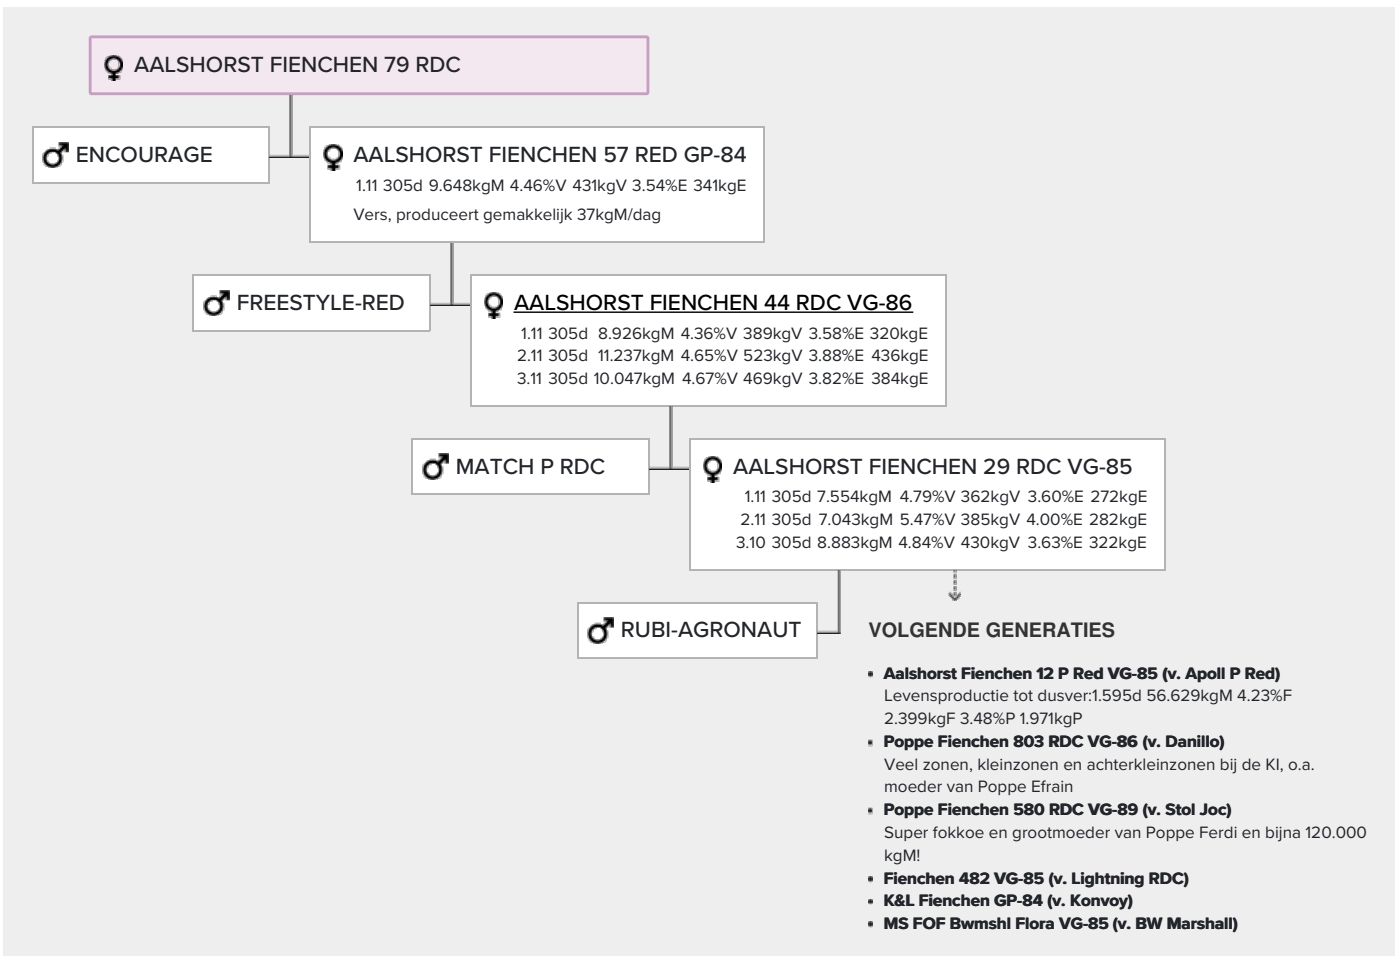 AALSHORST FIENCHEN 79 RDC
ENCOURAGE
AALSHORST FIENCHEN 57 RED GP-84
1.11 305d 9.648kgM 4.46%V 431kgV 3.54%E 341kgE
Vers, produceert gemakkelijk 37kgM/dag
FREESTYLE-RED
AALSHORST FIENCHEN 44 RDC VG-86
1.11 305d 8.926kgM 4.36%V 389kgV 3.58%E 320kgE
2.11 305d 11.237kgM 4.65%V 523kgV 3.88%E 436kgE
3.11 305d 10.047kgM 4.67%V 469kgV 3.82%E 384kgE
MATCH P RDC
AALSHORST FIENCHEN 29 RDC VG-85
1.11 305d 7.554kgM 4.79%V 362kgV 3.60%E 272kgE
2.11 305d 7.043kgM 5.47%V 385kgV 4.00%E 282kgE
3.10 305d 8.883kgM 4.84%V 430kgV 3.63%E 322kgE
RUBI-AGRONAUT
VOLGENDE GENERATIES
Aalshorst Fienchen 12 P Red VG-85 (v. Apoll P Red)
Levensproductie tot dusver:1.595d 56.629kgM 4.23%F
2.399kgF 3.48%P 1.971kgP
Poppe Fienchen 803 RDC VG-86 (v. Danillo)
Veel zonen, kleinzonen en achterkleinzonen bij de KI, o.a.
moeder van Poppe Efrain
Poppe Fienchen 580 RDC VG-89 (v. Stol Joc)
Super fokkoe en grootmoeder van Poppe Ferdi en bijna 120.000
kgM!
Fienchen 482 VG-85 (v. Lightning RDC)
K&L Fienchen GP-84 (v. Konvoy)
MS FOF Bwmshl Flora VG-85 (v. BW Marshall)